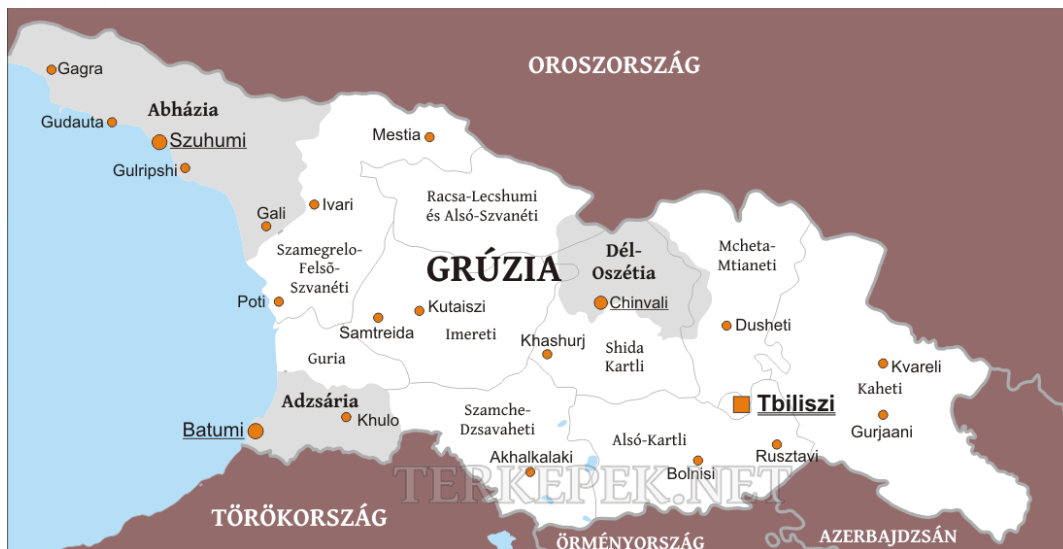 OROSZORSZÁG
Gagra
Abházia
Gudauta
Szuhumi
Mestia
Gulripshi
Racsa-Lecshumi
és Alsó-Szvanéti
Ivari
Gali
Szamegrelo-
Felsõ-
Szvanéti
GRÚZIA
Dél-
Oszétia
Mcheta-
Mtianeti
Poti
Kutaiszi
Chinvali
Samtreida
Imereti
Dusheti
Khashurj
Shida
Kartli
Guria
Kvareli
Kaheti
Adzsária
Khulo
Tbiliszi
Batumi
Szamche-
Dzsavaheti
Alsó-Kartli
Gurjaani
Akhalkalaki
Bolnisi
Rusztavi
TERKEPEK.NET
TÖRÖKORSZÁG
ÖRMÉNYORSZÁG
AZERBAJDZSÁN